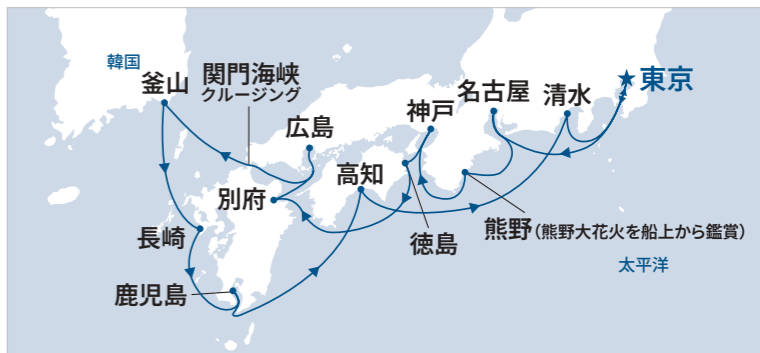 韓国
釜山
関門海峡
クルージング
広島
神戸
名古屋
清水
東京
別府
高知
徳島
熊野(熊野大花火を船上から鑑賞)
太平洋
長崎
鹿児島